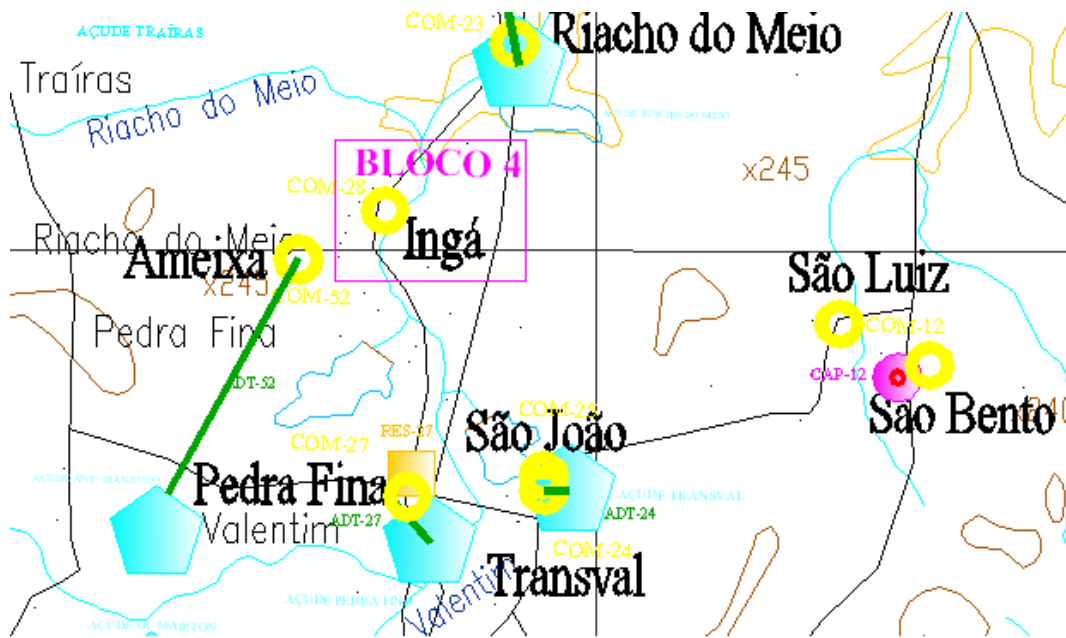 COM-23
Riacho do Meio
AÇUDE TRAÍRAS
Traíras
Riacho do Meio
AÇUDE RIACHO DO MEIO
BLOCO 4
x245
COM-28
Ingá
Riacho do Meio
Ameixa
x245
COM-52
São Luiz
Pedra Fina
COM-12
ADT-52
CAP-12
São Bento
COM-27
RES-27
São João
Pedra Fina
AÇUDE TRANSVAL
ADT-27
Valentim
ADT-24
COM-24
Transval
Valentim
AÇUDE PEDRA FINA
AÇUDE SR. MAIRTON